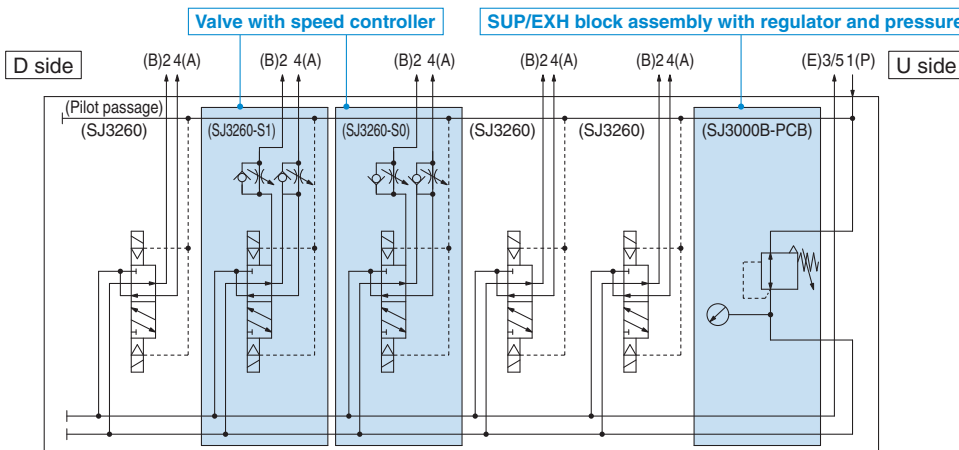 Valve with speed controller
SUP/EXH block assembly with regulator and pressure
D side
(B)2 4(A)
(B)2 4(A)
(B)2 4(A)
(B)2 4(A)
(B)2 4(A)
(E)3/5 1(P)
U side
(Pilot passage)
(SJ3260)
(SJ3260-S1)
(SJ3260-S0)
(SJ3260)
(SJ3260)
(SJ3000B-PCB)